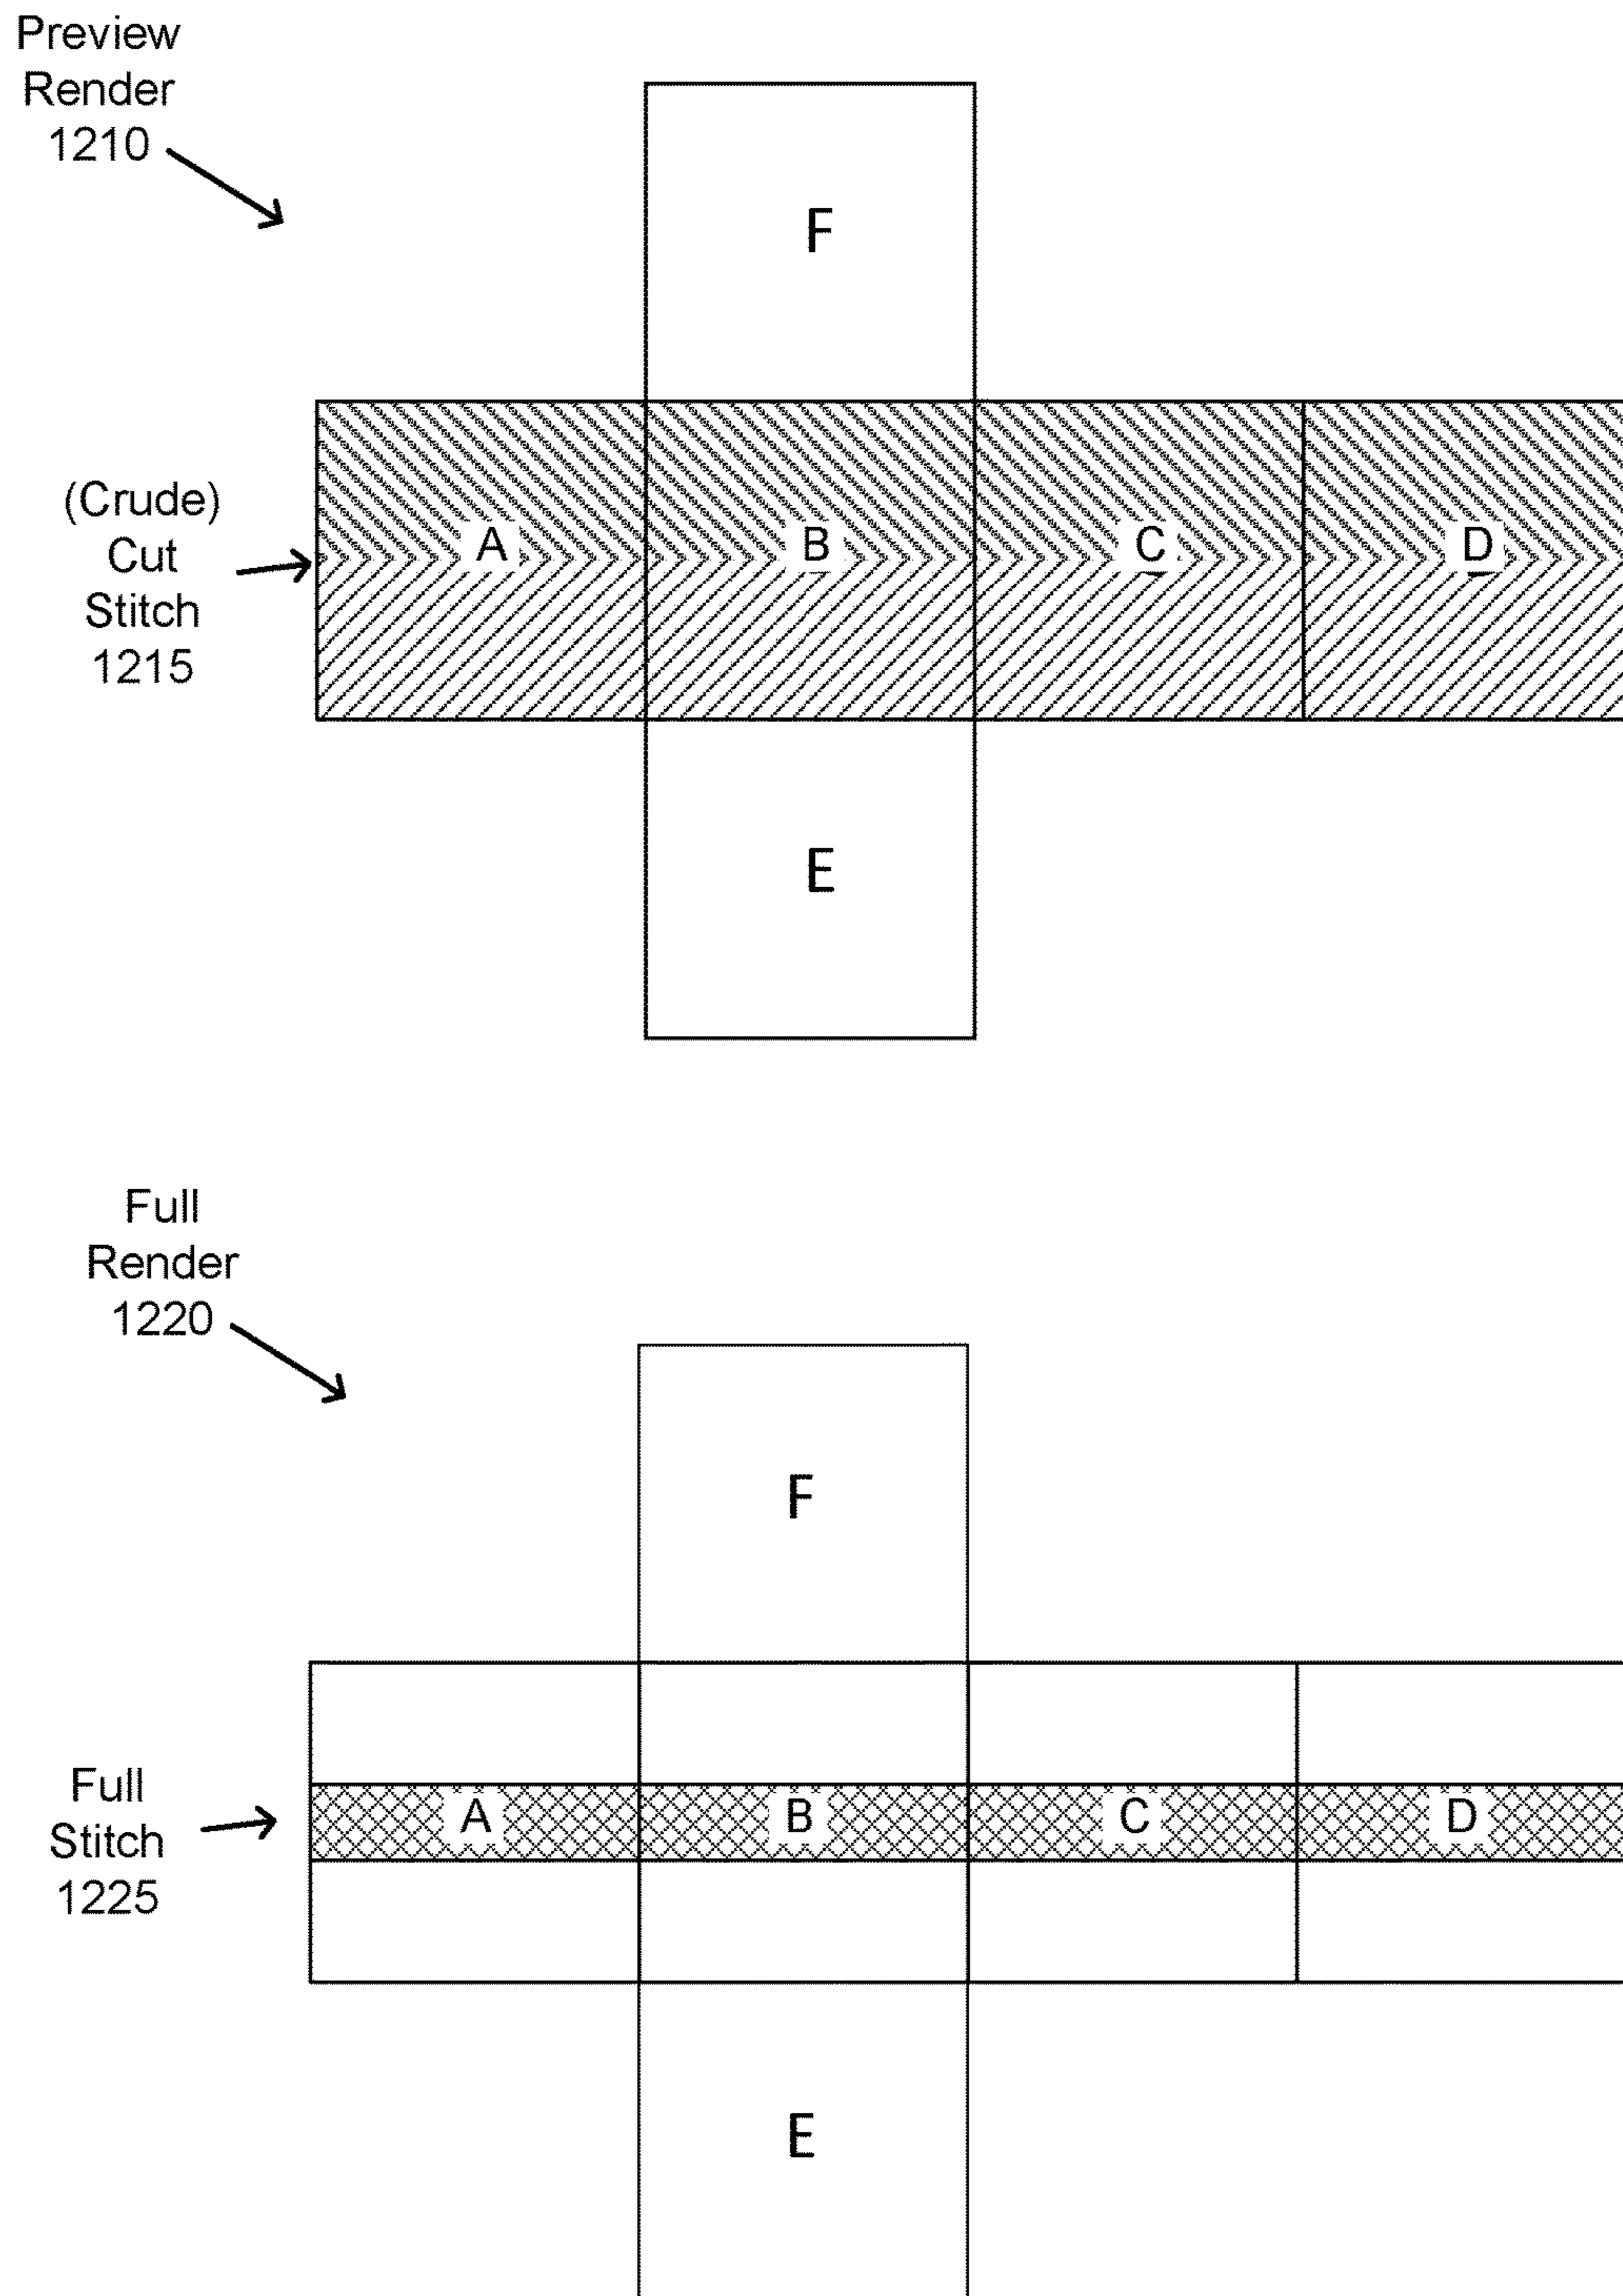 Preview
Render
1210
F
(Crude)
Cut
Stitch
1215
A
B
C
D
E
Full
Render
1220
F
Full
Stitch
1225
A
B
C
D
E